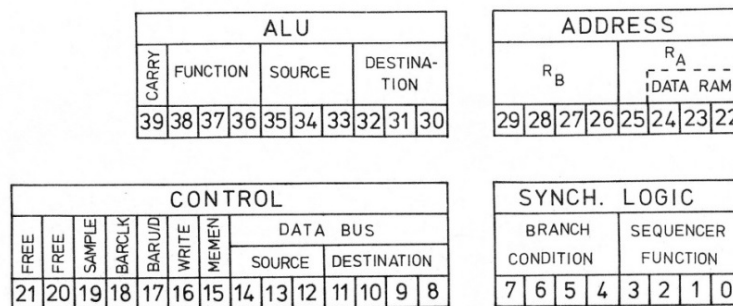 ALU
CARRY FUNCTION SOURCE DESTINA-
TION
39 38 37 36 35 34 33 32 31 30
ADDRESS
RB RA
DATA RAM
29 28 27 26 25 24 23 22
CONTROL
FREE FREE SAMPLE BARCLK BARU/D WRITE MEMEN DATA BUS
SOURCE DESTINATION
21 20 19 18 17 16 15 14 13 12 11 10 9 8
SYNCH. LOGIC
BRANCH SEQUENCER
CONDITION FUNCTION
7 6 5 4 3 2 1 0